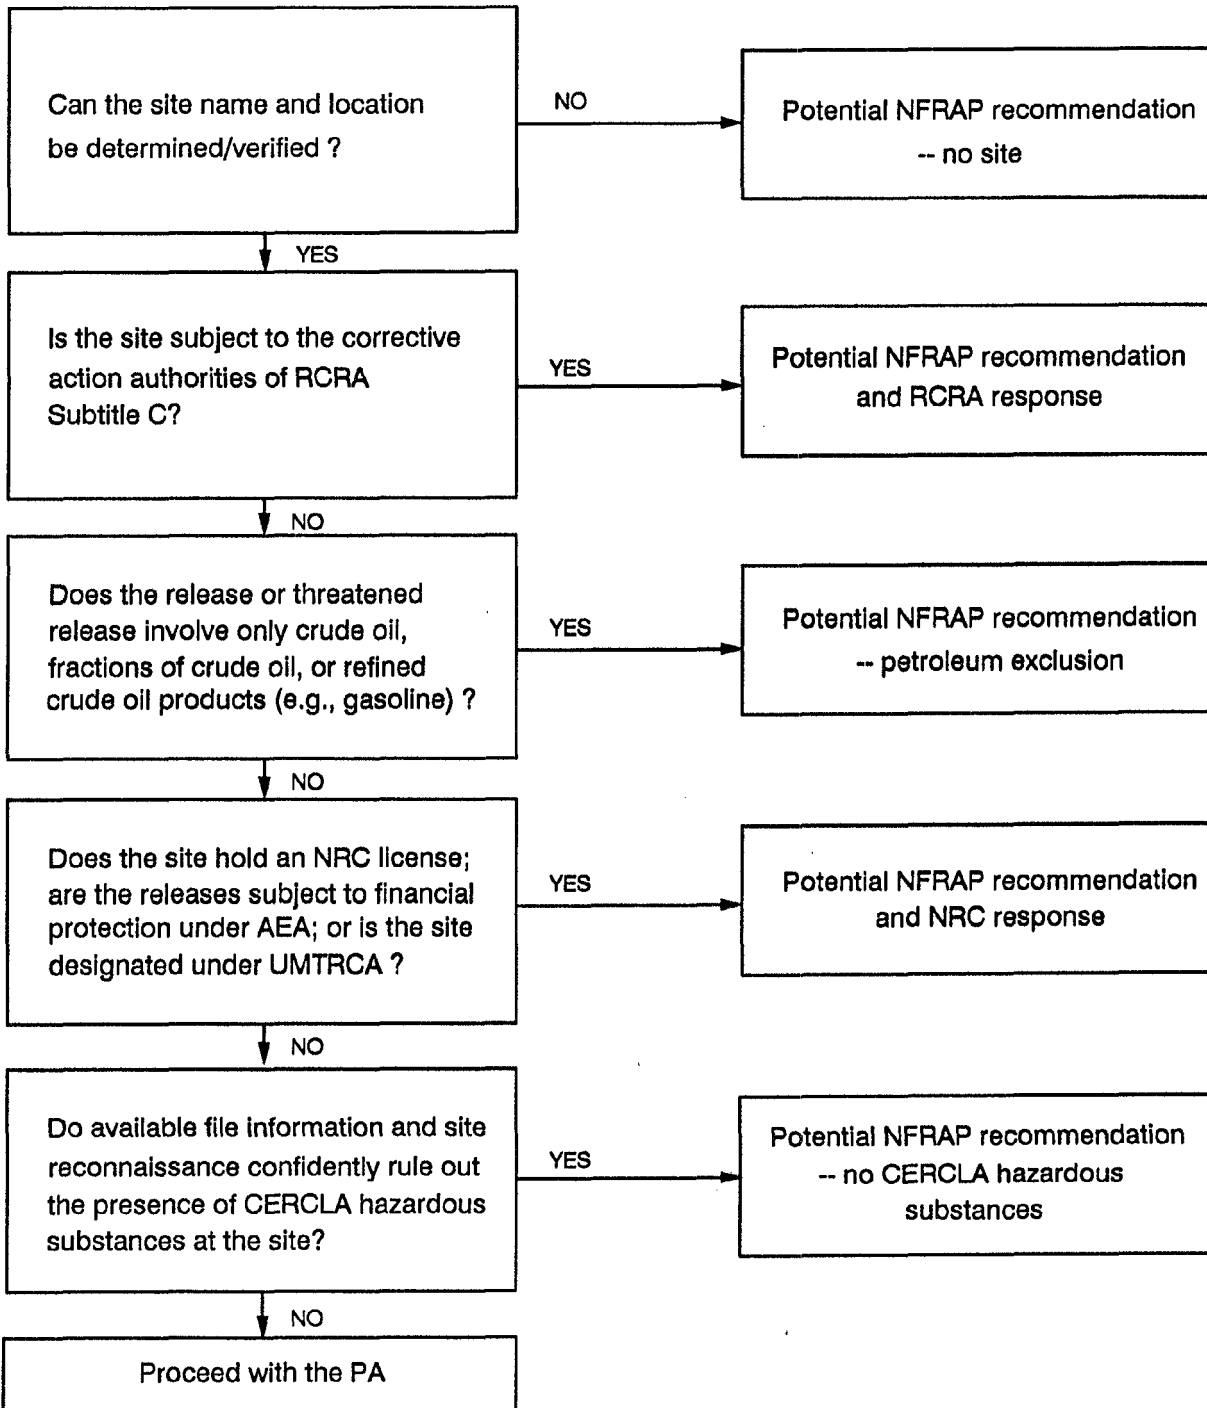 Can the site name and location
be determined/verified ?
NO
Potential NFRAP recommendation
-- no site
YES
Is the site subject to the corrective
action authorities of RCRA
Subtitle C?
YES
Potential NFRAP recommendation
and RCRA response
NO
Does the release or threatened
release involve only crude oil,
fractions of crude oil, or refined
crude oil products (e.g., gasoline) ?
YES
Potential NFRAP recommendation
-- petroleum exclusion
NO
Does the site hold an NRC license;
are the releases subject to financial
protection under AEA; or is the site
designated under UMTRCA ?
YES
Potential NFRAP recommendation
and NRC response
NO
Do available file information and site
reconnaissance confidently rule out
the presence of CERCLA hazardous
substances at the site?
YES
Potential NFRAP recommendation
-- no CERCLA hazardous
substances
NO
Proceed with the PA